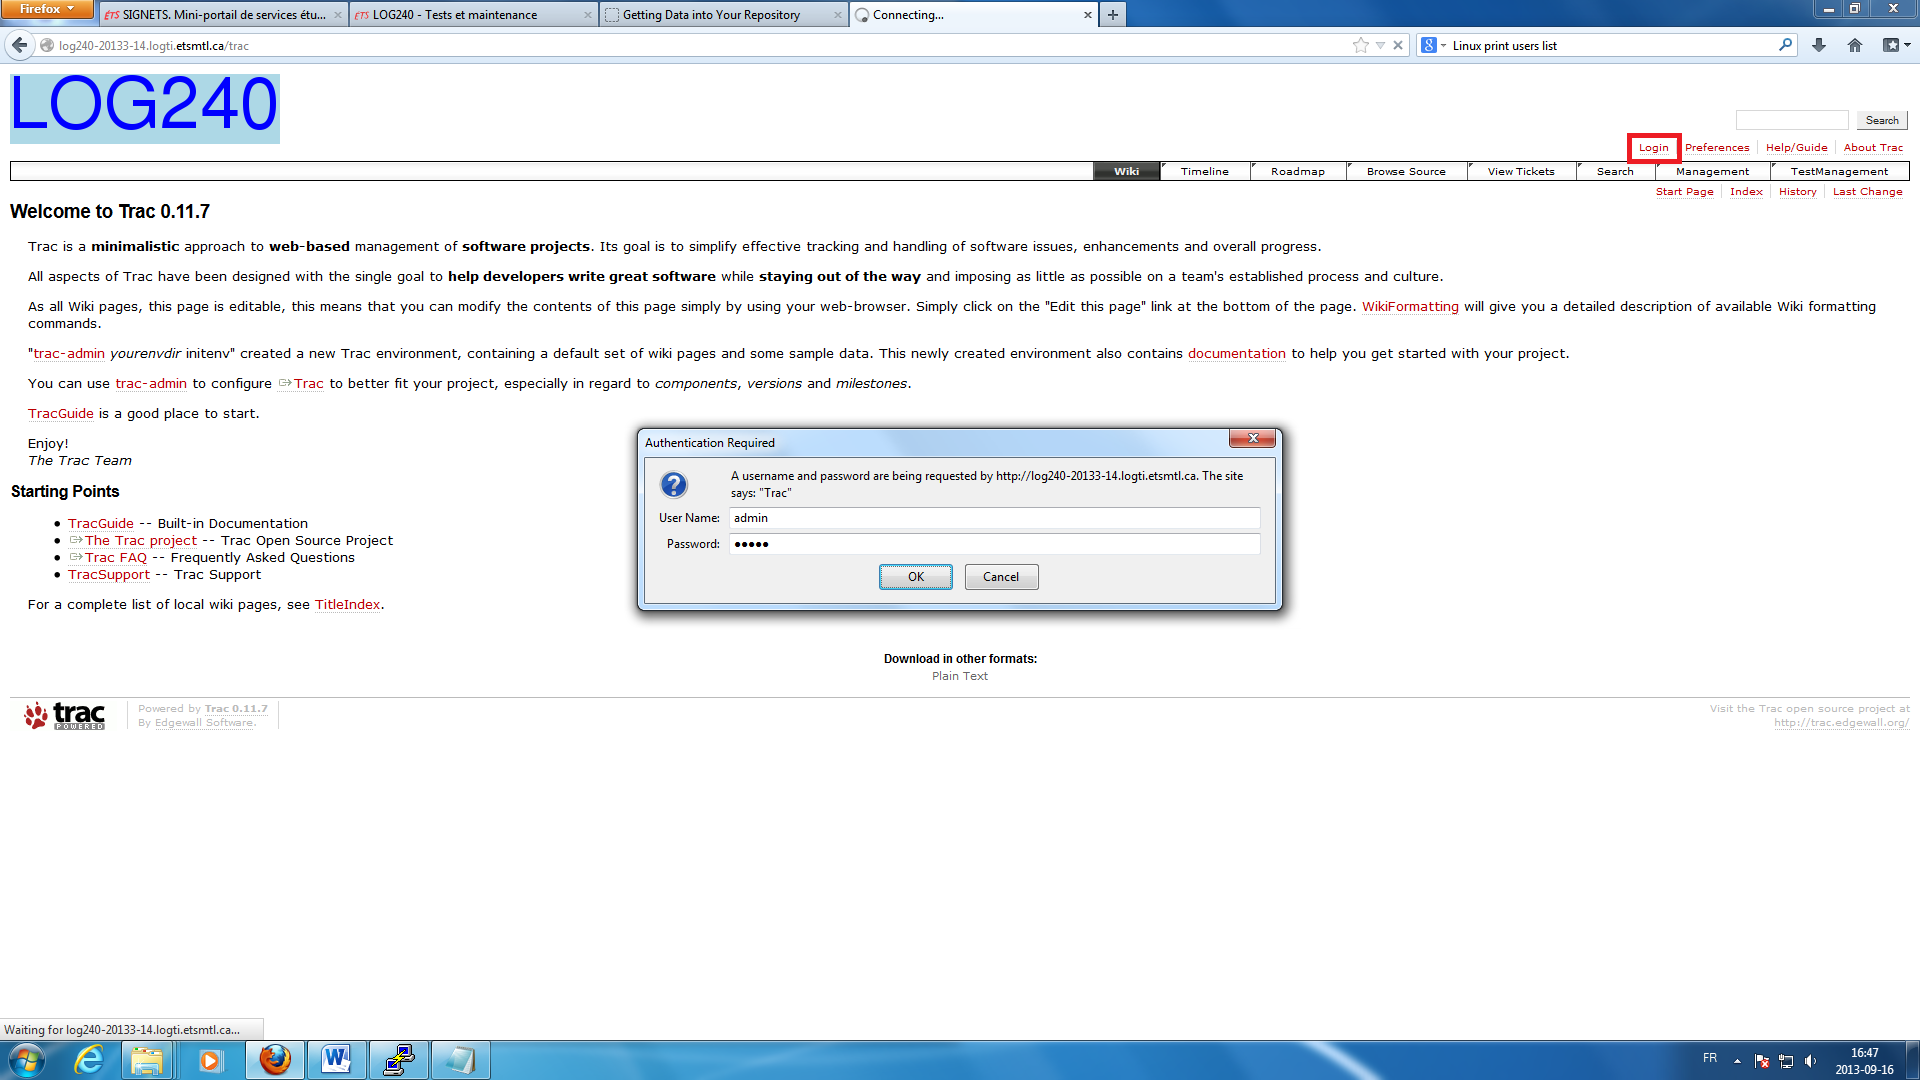 Firefox
ÉTS SIGNETS. Mini-portail de services étu...
ÉTS LOG240 - Tests et maintenance
Getting Data into Your Repository
Connecting...
log240-20133-14.logti.etsmtl.ca/trac
8 Linux print users list
LOG240
Search
Login Preferences Help/Guide About Trac
Wiki Timeline Roadmap Browse Source View Tickets Search Management TestManagement
Start Page Index History Last Change
Welcome to Trac 0.11.7
Trac is a minimalistic approach to web-based management of software projects. Its goal is to simplify effective tracking and handling of software issues, enhancements and overall progress.
All aspects of Trac have been designed with the single goal to help developers write great software while staying out of the way and imposing as little as possible on a team's established process and culture.
As all Wiki pages, this page is editable, this means that you can modify the contents of this page simply by using your web-browser. Simply click on the "Edit this page" link at the bottom of the page. WikiFormatting will give you a detailed description of available Wiki formatting
commands.
"trac-admin yourenvdir initenv" created a new Trac environment, containing a default set of wiki pages and some sample data. This newly created environment also contains documentation to help you get started with your project.
You can use trac-admin to configure Trac to better fit your project, especially in regard to components, versions and milestones.
TracGuide is a good place to start.
Enjoy!
The Trac Team
Starting Points
• TracGuide -- Built-in Documentation
• The Trac project -- Trac Open Source Project
• Trac FAQ -- Frequently Asked Questions
• TracSupport -- Trac Support
For a complete list of local wiki pages, see TitleIndex.
Authentication Required
A username and password are being requested by http://log240-20133-14.logti.etsmtl.ca. The site
says: "Trac"
User Name: admin
Password: •••••
OK Cancel
Download in other formats:
Plain Text
trac POWERED
Powered by Trac 0.11.7
By Edgewall Software.
Visit the Trac open source project at
http://trac.edgewall.org/
Waiting for log240-20133-14.logti.etsmtl.ca...
FR
16:47
2013-09-16